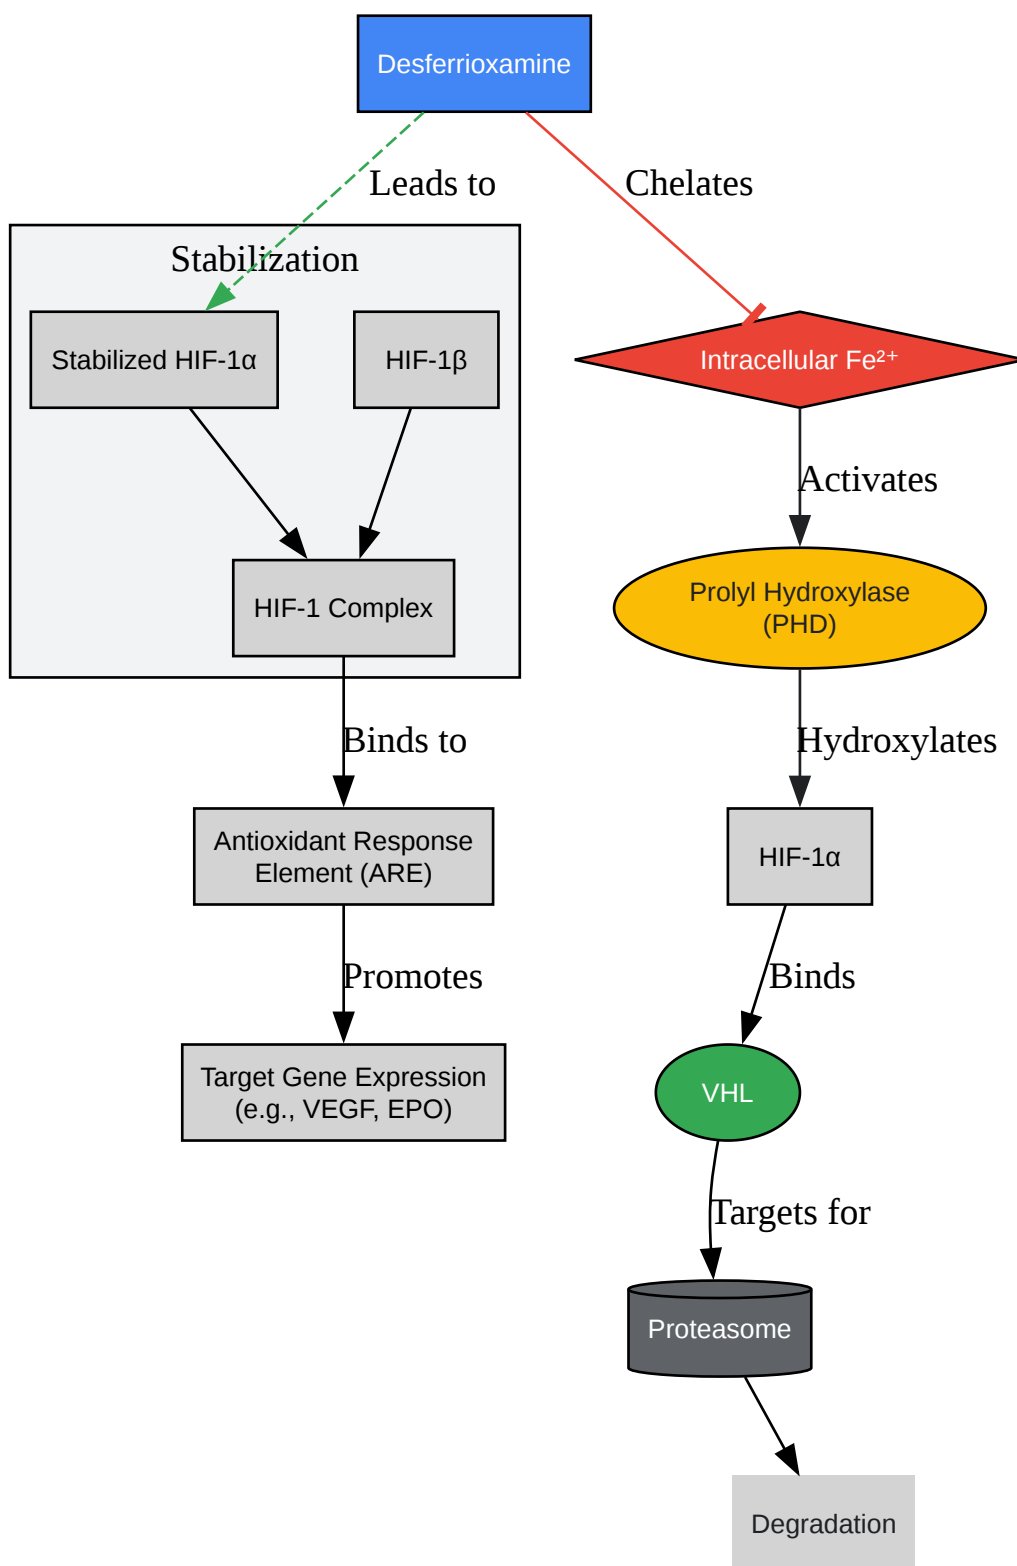 Desferrioxamine
Leads to
Chelates
Stabilization
Stabilized HIF-1α
HIF-1β
Intracellular Fe²⁺
Activates
Prolyl Hydroxylase
(PHD)
HIF-1 Complex
Binds to
Hydroxylates
Antioxidant Response
Element (ARE)
HIF-1α
Promotes
Binds
Target Gene Expression
(e.g., VEGF, EPO)
VHL
Targets for
Proteasome
Degradation